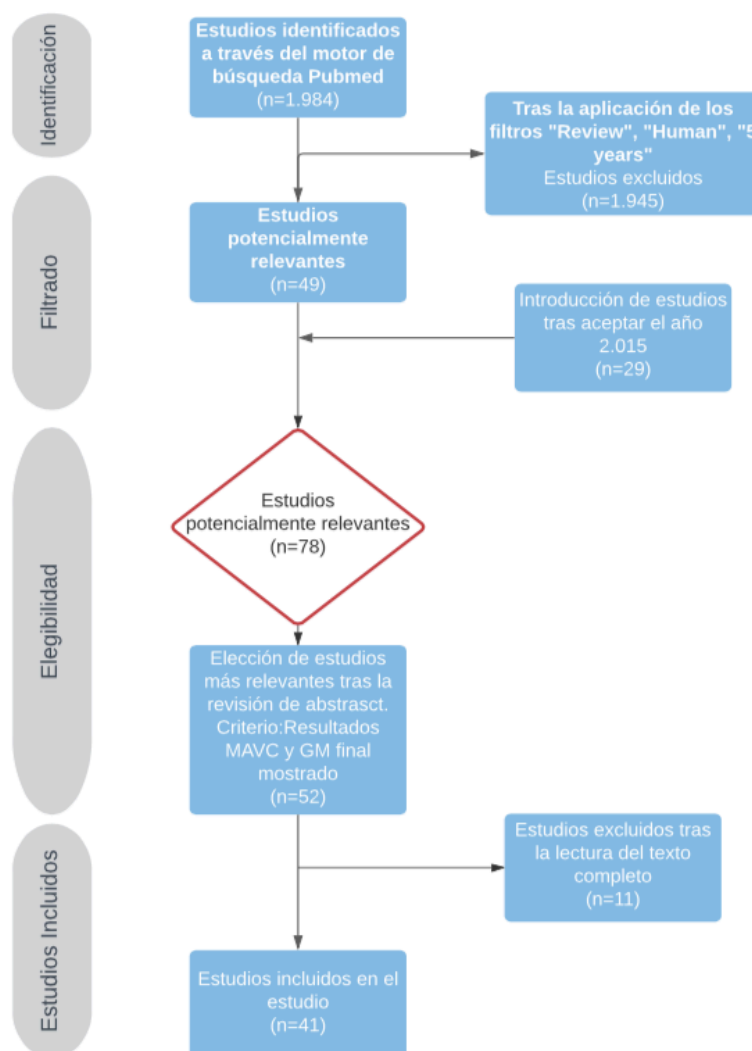 Identificación
Estudios identificados
a través del motor de
búsqueda Pubmed
(n=1.984)
Tras la aplicación de los
filtros "Review", "Human", "5
years"
Estudios excluidos
(n=1.945)
Filtrado
Estudios
potencialmente
relevantes
(n=49)
Introducción de estudios
tras aceptar el año
2.015
(n=29)
Elegibilidad
Estudios
potencialmente relevantes
(n=78)
Elección de estudios
más relevantes tras la
revisión de abstrasct.
Criterio:Resultados
MAVC y GM final
mostrado
(n=52)
Estudios Incluidos
Estudios excluidos tras
la lectura del texto
completo
(n=11)
Estudios incluidos en el
estudio
(n=41)